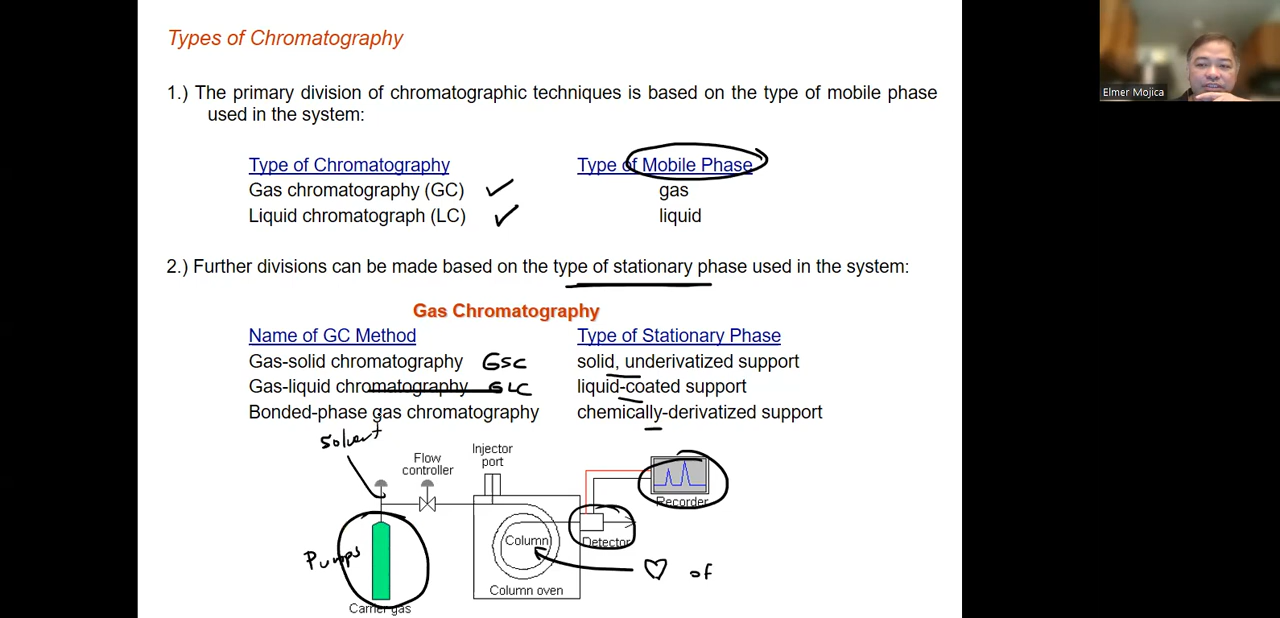 Types of Chromatography
Elmer Mojica
1.) The primary division of chromatographic techniques is based on the type of mobile phase
used in the system:
Type of Chromatography Type of Mobile Phase
Gas chromatography (GC) gas
Liquid chromatograph (LC) liquid
2.) Further divisions can be made based on the type of stationary phase used in the system:
Gas Chromatography
Name of GC Method Type of Stationary Phase
Gas-solid chromatography GSC solid, underivatized support
Gas-liquid chromatography GLC liquid-coated support
Bonded-phase gas chromatography chemically-derivatized support
Solvent
Flow
controller
Injector
port
Recorder
Column
Detector
Pumps
♡ of
Column oven
Carrier gas